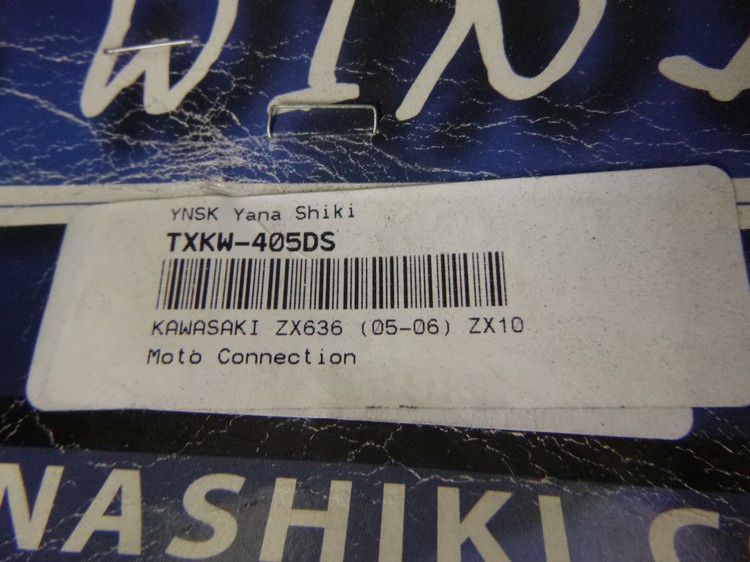 YNSK Yana Shiki
TXKW-405DS
KAWASAKI ZX636 (05-06) ZX10
Moto Connection
NASHIKI